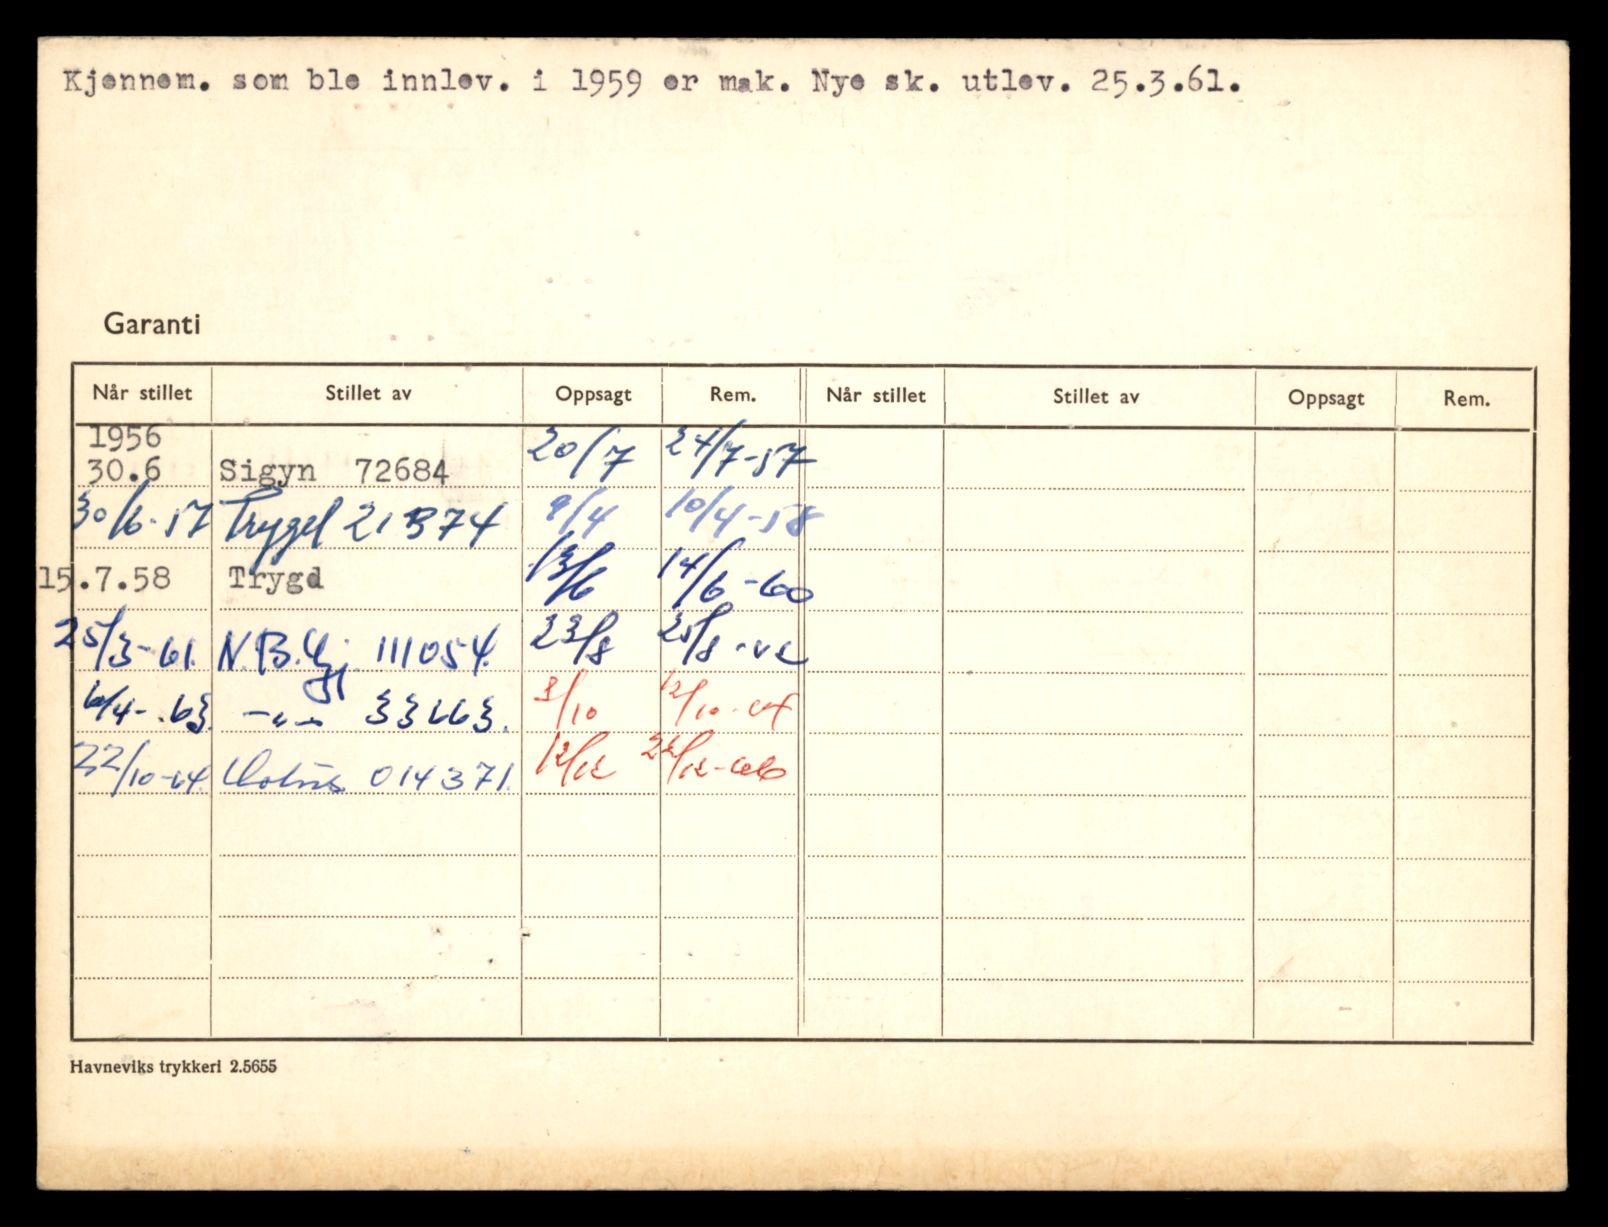 Kjennem. som ble innlev. i 1959 er mak. Nye sk. utlev. 25.3.61.
Garanti
Når stillet Stillet av Oppsagt Rem. Når stillet Stillet av Oppsagt Rem.
1956
30.6 Sigyn 72684 20/7 24/7-57
30/6-57 Trygd 21374 9/4 10/4-58
15.7.58 Trygd 13/6 14/6-60
25/3-61. N.B.Gj. 111054. 23/8 25/8-62
6/4-.63. -"- 33663. 3/10 12/10-64
22/10-64. 014371. 12/12 22/12-66
Havneviks trykkeri 2.5655